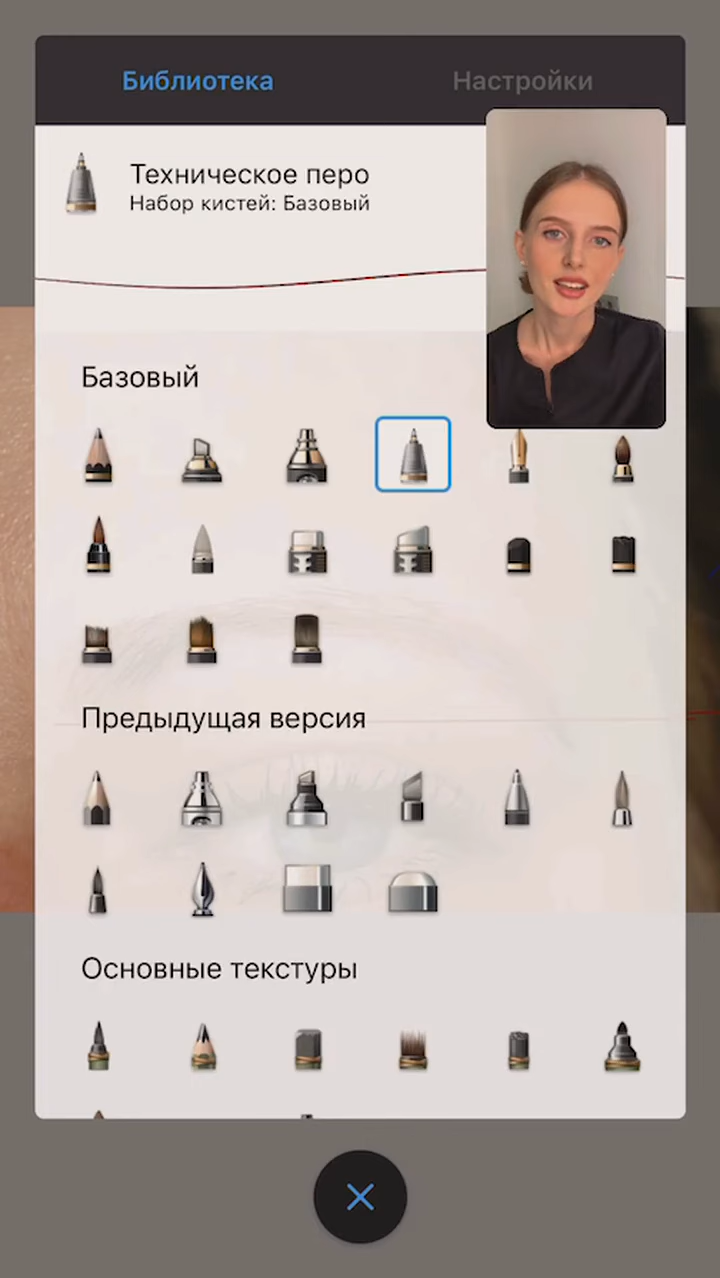 Библиотека
Настройки
Техническое перо
Набор кистей: Базовый
Базовый
Предыдущая версия
Основные текстуры